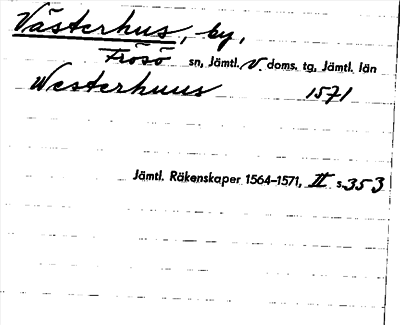 Västerhus, by,
Frösö sn, Jämtl. V. doms. tg, Jämtl. län
Westerhuus 1571
Jämtl. Räkenskaper 1564-1571, II s. 353